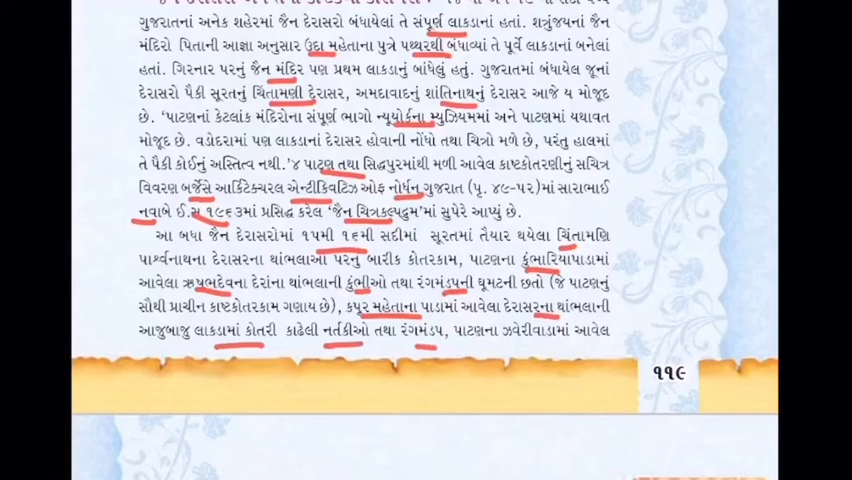 ગુજરાતનાં અનેક શહેરમાં જૈન દેરાસરો બંધાયેલાં તે સંપૂર્ણ લાકડાનાં હતાં. શત્રુંજયનાં જૈન
મંદિરો પિતાની આજ્ઞા અનુસાર ઉદા મહેતાના પુત્રે પથ્થરથી બંધાવ્યાં તે પૂર્વે લાકડાનાં બનેલાં
હતાં. ગિરનાર પરનું જૈન મંદિર પણ પ્રથમ લાકડાનું બાંધેલું હતું. ગુજરાતમાં બંધાયેલ જૂનાં
દેરાસરો પૈકી સૂરતનું ચિંતામણી દેરાસર, અમદાવાદનું શાંતિનાથનું દેરાસર આજે ય મોજૂદ
છે. ‘પાટણનાં કેટલાંક મંદિરોના સંપૂર્ણ ભાગો ન્યૂયોર્કના મ્યુઝિયમમાં અને પાટણમાં યથાવત
મોજૂદ છે. વડોદરામાં પણ લાકડાનાં દેરાસર હોવાની નોંધો તથા ચિત્રો મળે છે, પરંતુ હાલમાં
તે પૈકી કોઈનું અસ્તિત્વ નથી.’૪ પાટણ તથા સિદ્ધપુરમાંથી મળી આવેલ કાષ્ટકોતરણીનું સચિત્ર
વિવરણ બર્જેસે આર્કિટેક્ચરલ એન્ટીક્વિટિઝ ઓફ નોર્ધન ગુજરાત (પૃ. ૪૯-૫૨)માં સારાભાઈ
નવાબે ઈ.સ ૧૯૬૩માં પ્રસિદ્ધ કરેલ ‘જૈન ચિત્રકલ્પદ્રુમ’માં સુપેરે આપ્યું છે.
આ બધા જૈન દેરાસરોમાં ૧૫મી ૧૬મી સદીમાં સૂરતમાં તૈયાર થયેલા ચિંતામણિ
પાર્શ્વનાથના દેરાસરના થાંભલાઓ પરનુ બારીક કોતરકામ, પાટણના કુંભારિયાપાડામાં
આવેલા ઋષભદેવના દેરાંના થાંભલાની કુંભીઓ તથા રંગમંડપની ઘૂમટની છતો (જે પાટણનું
સૌથી પ્રાચીન કાષ્ટકોતરકામ ગણાય છે), કપૂર મહેતાના પાડામાં આવેલા દેરાસરના થાંભલાની
આજુબાજુ લાકડામાં કોતરી કાઢેલી નર્તકીઓ તથા રંગમંડપ, પાટણના ઝવેરીવાડામાં આવેલ
૧૧૯